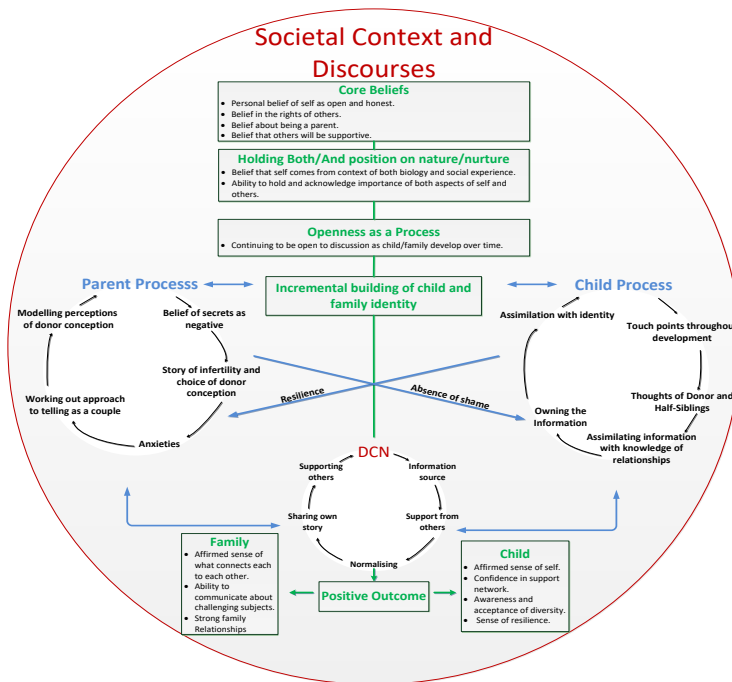 Societal Context and
Discourses
Core Beliefs
• Personal belief of self as open and honest.
• Belief in the rights of others.
• Belief about being a parent.
• Belief that others will be supportive.
Holding Both/And position on nature/nurture
• Belief that self comes from context of both biology and social experience.
• Ability to hold and acknowledge importance of both aspects of self and
others.
Openness as a Process
• Continuing to be open to discussion as child/family develop over time.
Parent Processs
Incremental building of child and
family identity
Child Process
Modelling perceptions
of donor conception
Belief of secrets as
negative
Story of infertility and
choice of donor
conception
Anxieties
Working out approach
to telling as a couple
Assimilation with identity
Touch points throughout
development
Thoughts of Donor and
Half-Siblings
Assimilating information
with knowledge of
relationships
Owning the
Information
Resilience
Absence of shame
DCN
Supporting
others
Information
source
Sharing own
story
Support from
others
Normalising
Family
• Affirmed sense of
what connects each
to each other.
• Ability to
communicate about
challenging subjects.
• Strong family
Relationships
Positive Outcome
Child
• Affirmed sense of self.
• Confidence in support
network.
• Awareness and
acceptance of diversity.
• Sense of resilience.